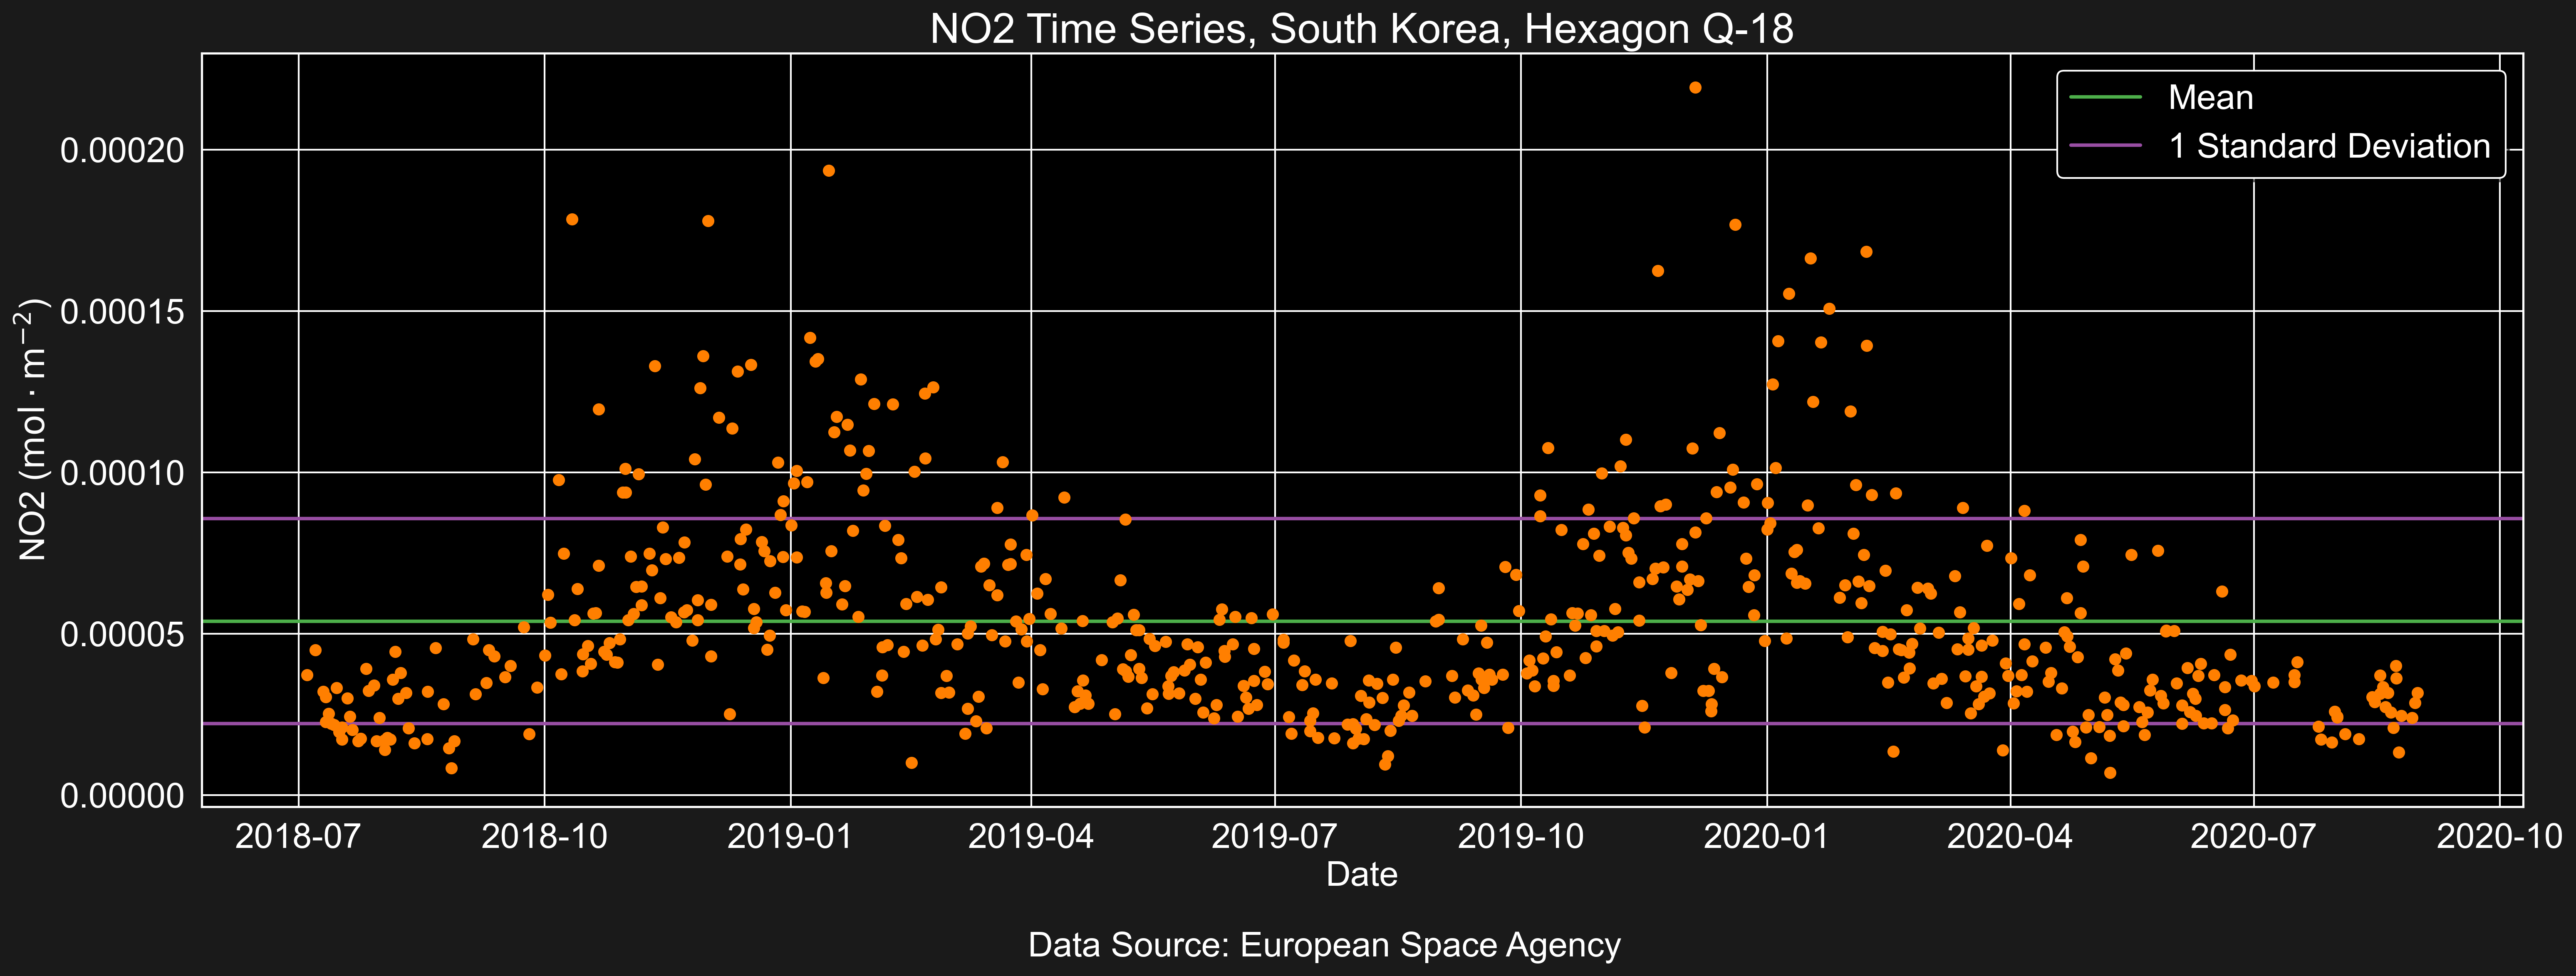 NO2 Time Series, South Korea, Hexagon Q-18
Mean
1 Standard Deviation
NO2 (mol · m⁻²)
0.00020
0.00015
0.00010
0.00005
0.00000
2018-07 2018-10 2019-01 2019-04 2019-07 2019-10 2020-01 2020-04 2020-07 2020-10
Date
Data Source: European Space Agency